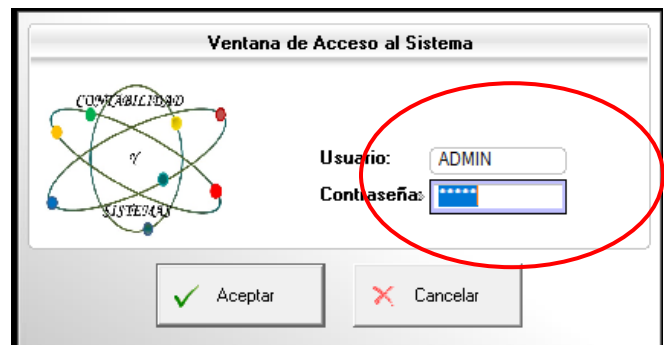 Ventana de Acceso al Sistema
CONTABILIDAD
Y
SISTEMAS
Usuario: ADMIN
Contraseña: *****
Aceptar
Cancelar